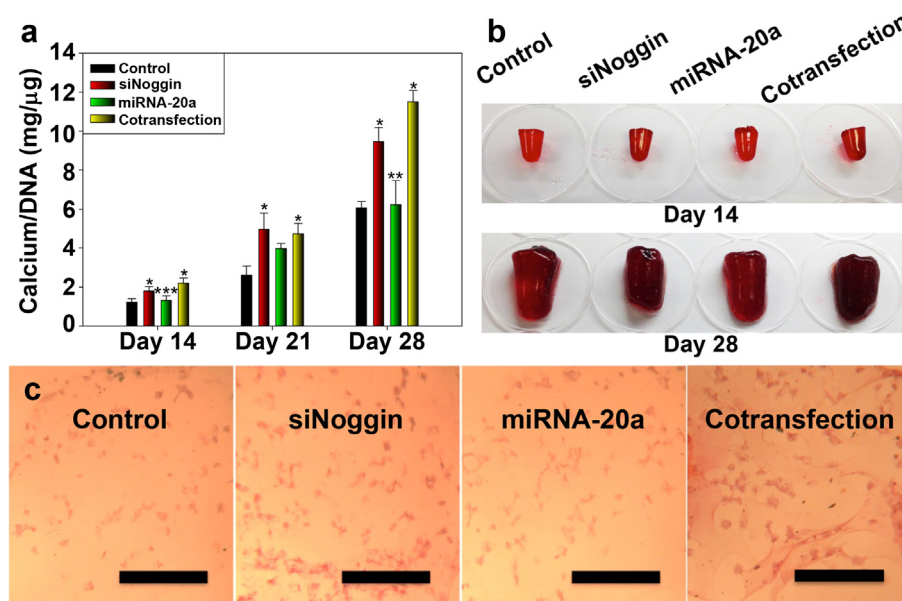 a
Calcium/DNA (mg/μg)
14
12
10
8
6
4
2
0
Control
siNoggin
miRNA-20a
Cotransfection
*
***
*
*
*
*
**
*
Day 14
Day 21
Day 28
b
Control
siNoggin
miRNA-20a
Cotransfection
Day 14
Day 28
c
Control
siNoggin
miRNA-20a
Cotransfection